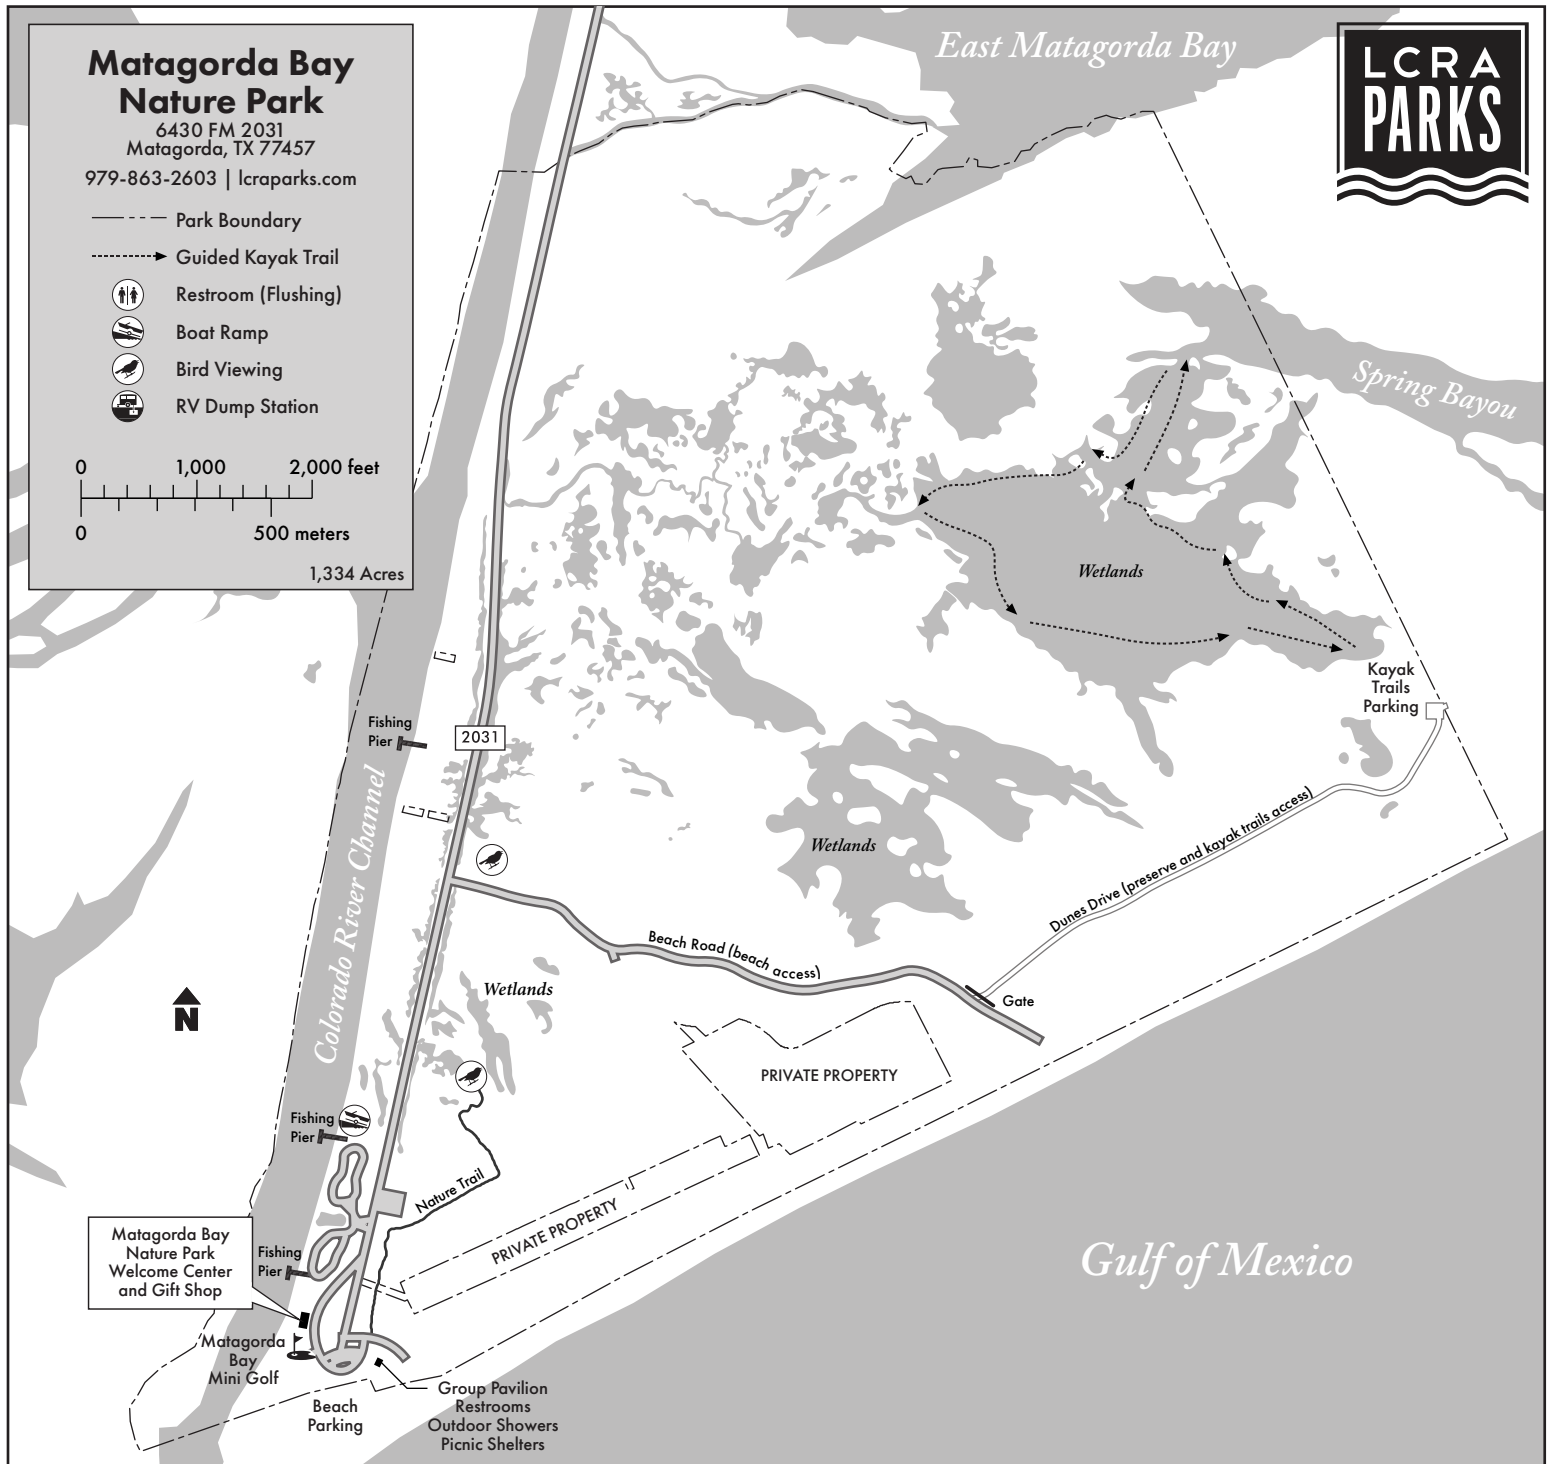 Matagorda Bay
Nature Park
6430 FM 2031
Matagorda, TX 77457
979-863-2603 | lcraparks.com
Park Boundary
Guided Kayak Trail
Restroom (Flushing)
Boat Ramp
Bird Viewing
RV Dump Station
0 1,000 2,000 feet
0 500 meters
1,334 Acres
East Matagorda Bay
LCRA
PARKS
Spring Bayou
Wetlands
Kayak
Trails
Parking
Fishing
Pier
2031
Colorado River Channel
Wetlands
Dunes Drive (preserve and kayak trails access)
Beach Road (beach access)
Wetlands
Gate
N
PRIVATE PROPERTY
Fishing
Pier
Nature Trail
PRIVATE PROPERTY
Matagorda Bay
Nature Park
Welcome Center
and Gift Shop
Fishing
Pier
Gulf of Mexico
Matagorda
Bay
Mini Golf
Beach
Parking
Group Pavilion
Restrooms
Outdoor Showers
Picnic Shelters